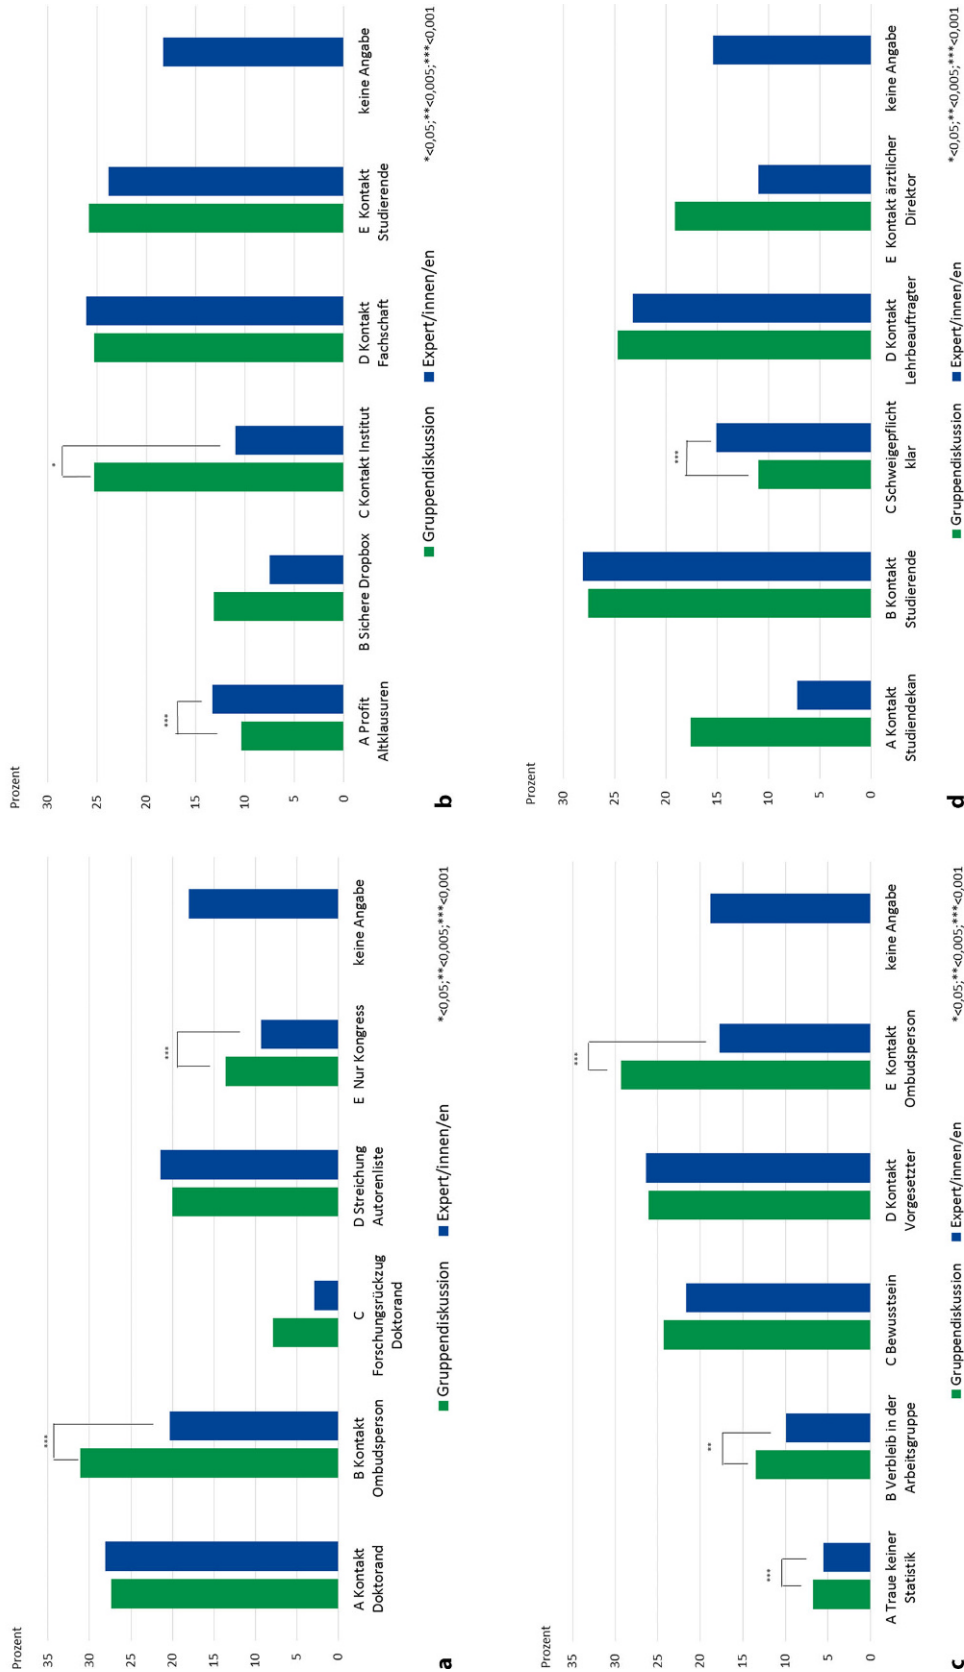 Prozent
35
30
25
20
15
10
5
0
***
***
A Kontakt
Doktorand
B Kontakt
Ombudsperson
C
Forschungsrückzug
Doktorand
D Streichung
Autorenliste
E Nur Kongress
keine Angabe
*<0,05;**<0,005;***<0,001
Gruppendiskussion
Expert/innen/en
a
Prozent
30
25
20
15
10
5
0
***
*
A Profit
Altklausuren
B Sichere Dropbox
C Kontakt Institut
D Kontakt
Fachschaft
E Kontakt
Studierende
keine Angabe
*<0,05;**<0,005;***<0,001
Gruppendiskussion
Expert/innen/en
b
Prozent
35
30
25
20
15
10
5
0
***
**
***
A Traue keiner
Statistik
B Verbleib in der
Arbeitsgruppe
C Bewusstsein
D Kontakt
Vorgesetzter
E Kontakt
Ombudsperson
keine Angabe
*<0,05;**<0,005;***<0,001
Gruppendiskussion
Expert/innen/en
c
Prozent
30
25
20
15
10
5
0
***
A Kontakt
Studiendekan
B Kontakt
Studierende
C Schweigepflicht
klar
D Kontakt
Lehrbeauftragter
E Kontakt ärztlicher
Direktor
keine Angabe
*<0,05;**<0,005;***<0,001
Gruppendiskussion
Expert/innen/en
d